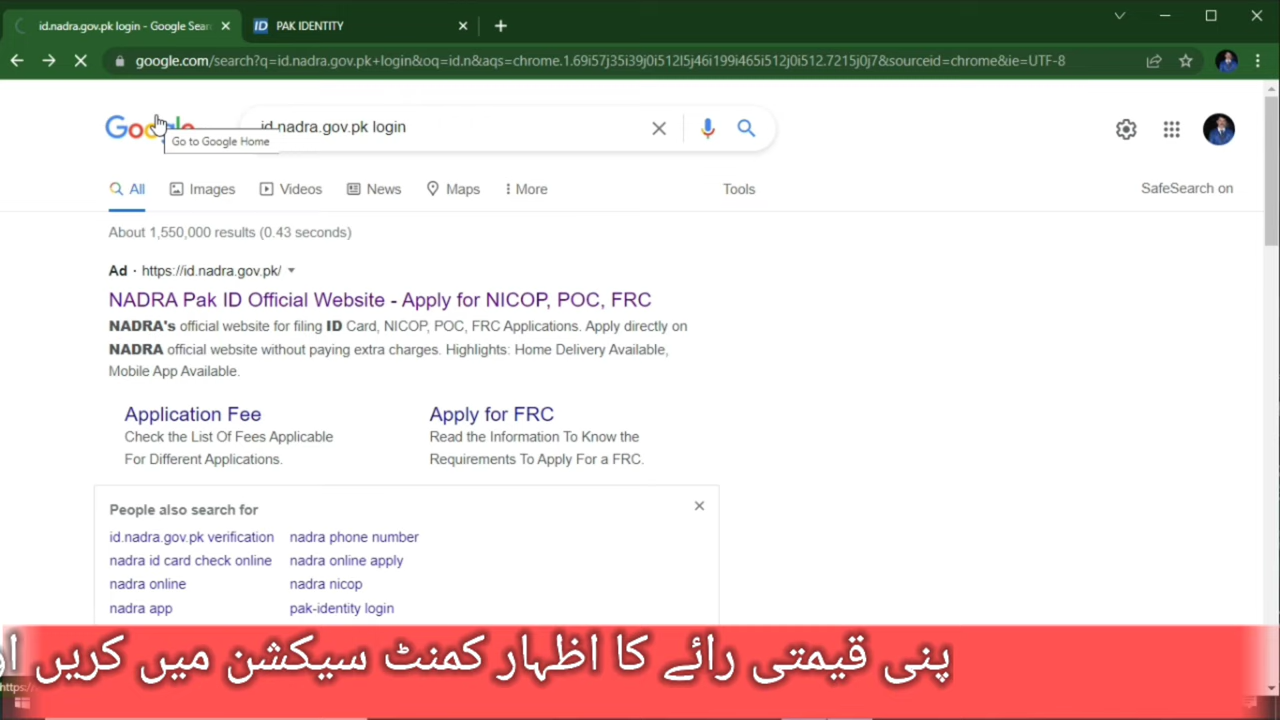 id.nadra.gov.pk login - Google Sear
ID PAK IDENTITY
google.com/search?q=id.nadra.gov.pk+login&oq=id.n&aqs=chrome.1.69i57j35i39j0i512l5j46i199i465i512j0i512.7215j0j7&sourceid=chrome&ie=UTF-8
Google
id.nadra.gov.pk login
Go to Google Home
All Images Videos News Maps More Tools SafeSearch on
About 1,550,000 results (0.43 seconds)
Ad · https://id.nadra.gov.pk/
NADRA Pak ID Official Website - Apply for NICOP, POC, FRC
NADRA's official website for filing ID Card, NICOP, POC, FRC Applications. Apply directly on
NADRA official website without paying extra charges. Highlights: Home Delivery Available,
Mobile App Available.
Application Fee
Check the List Of Fees Applicable
For Different Applications.
Apply for FRC
Read the Information To Know the
Requirements To Apply For a FRC.
People also search for
id.nadra.gov.pk verification nadra phone number
nadra id card check online nadra online apply
nadra online nadra nicop
nadra app pak-identity login
پنی قیمتی رائے کا اظہار کمنٹ سیکشن میں کریں او
https:/